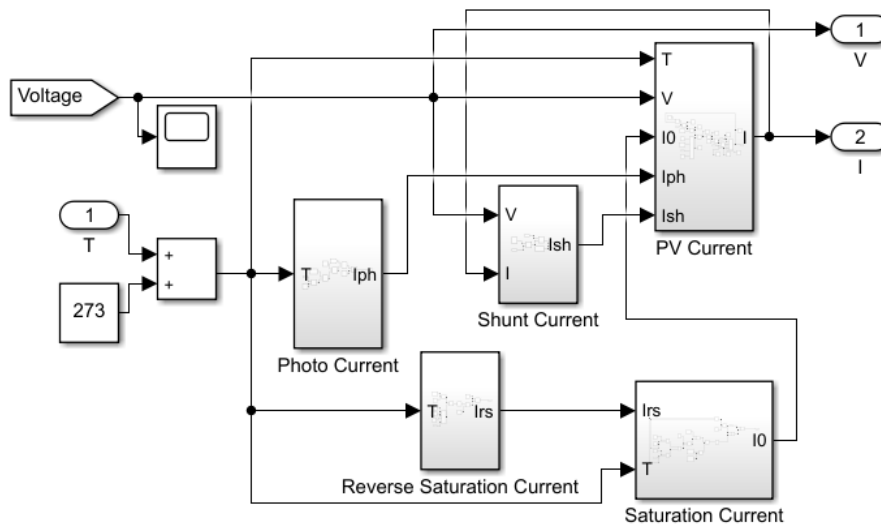 1
V
Voltage
T
V
I0
I
Iph
Ish
PV Current
2
I
1
T
+
+
273
T
Iph
Photo Current
V
Ish
I
Shunt Current
T
Irs
Reverse Saturation Current
Irs
I0
T
Saturation Current